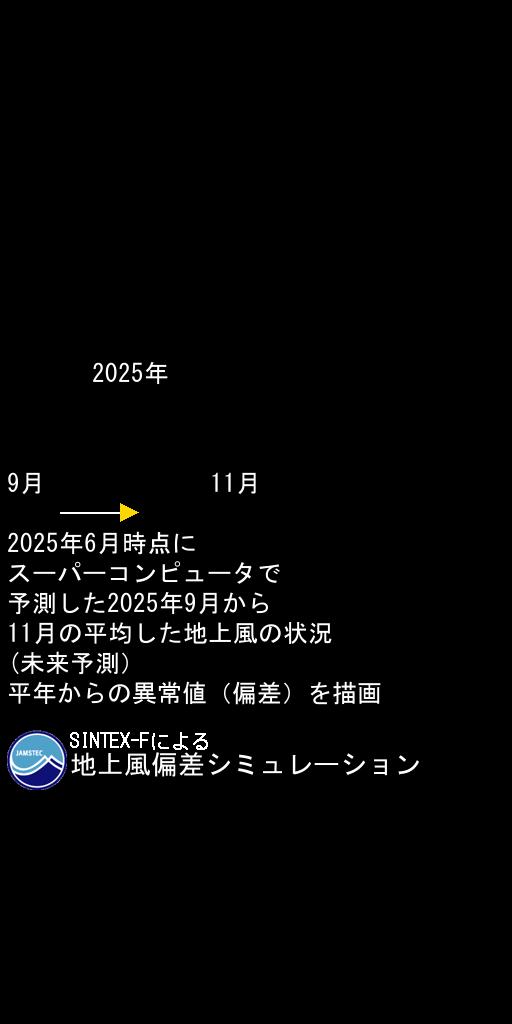 2025年
9月 11月
2025年6月時点に
スーパーコンピュータで
予測した2025年9月から
11月の平均した地上風の状況
(未来予測)
平年からの異常値（偏差）を描画
JAMSTEC
SINTEX-Fによる
地上風偏差シミュレーション